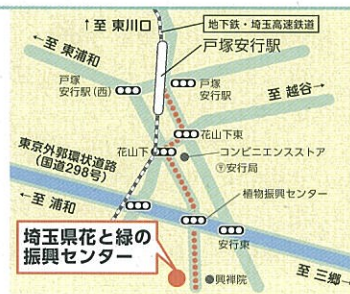 ↑至 東川口
地下鉄・埼玉高速鉄道
←至 東浦和
戸塚安行駅
戸塚
安行駅(西)
戸塚
安行駅
至 越谷→
花山下東
花山下
コンビニエンスストア
〒安行局
東京外郭環状道路
(国道298号)
←至 浦和
植物振興センター
安行東
埼玉県花と緑の
振興センター
興禅院
至 三郷→